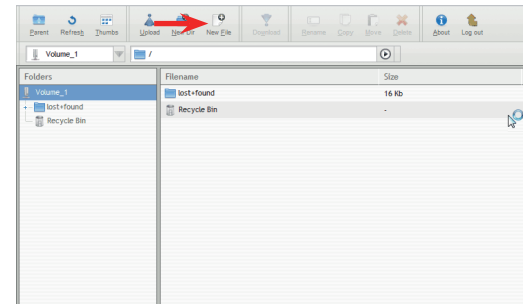 Parent Refresh Thumbs Upload New Dir New File Download Rename Copy Move Delete About Log out
Volume_1 /
Folders Filename Size
Volume_1 lost+found 16 Kb
lost+found Recycle Bin -
Recycle Bin